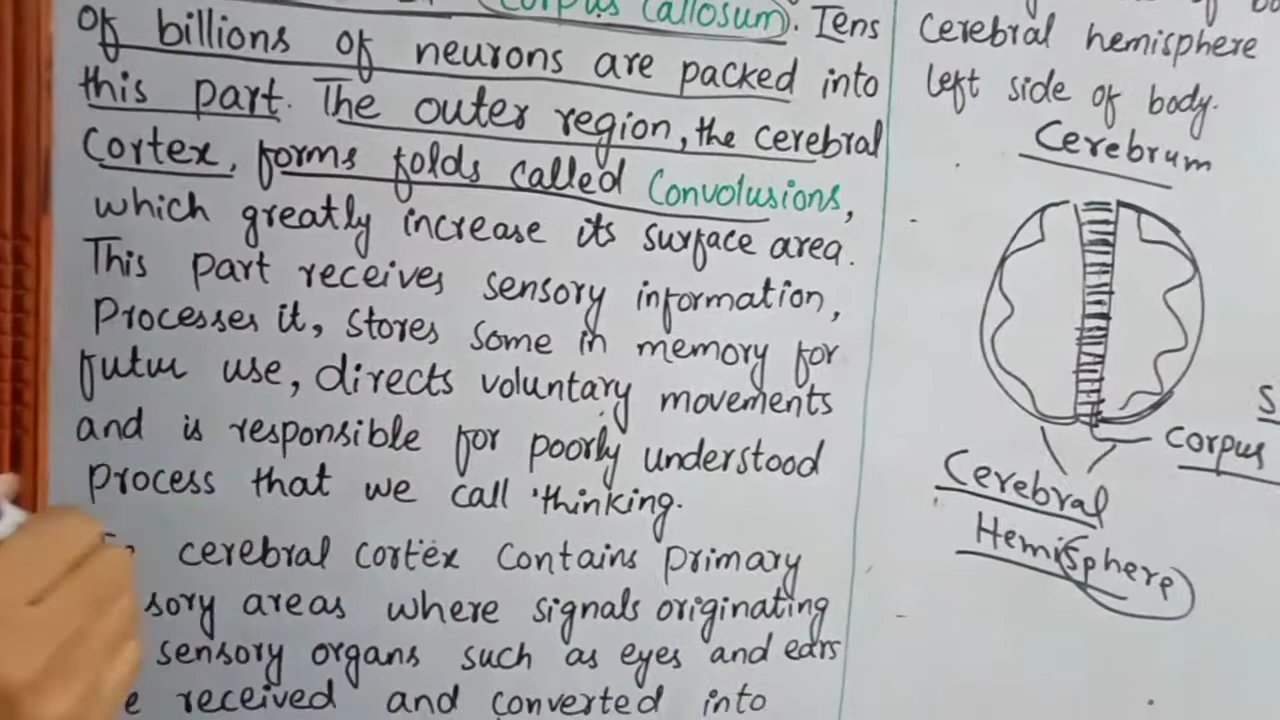 Corpus Callosum). Tens
of billions of neurons are packed into
this part. The outer region, the cerebral
Cortex, forms folds called Convolusions,
which greatly increase its surface area.
This part receives sensory information,
Processes it, stores some in memory for
futur use, directs voluntary movements
and is responsible for poorly understood
process that we call 'thinking.
cerebral cortex contains primary
sory areas where signals originating
sensory organs such as eyes and ears
e received and converted into
cerebral hemisphere
left side of body.
Cerebrum
Corpus
Cerebral
Hemisphere